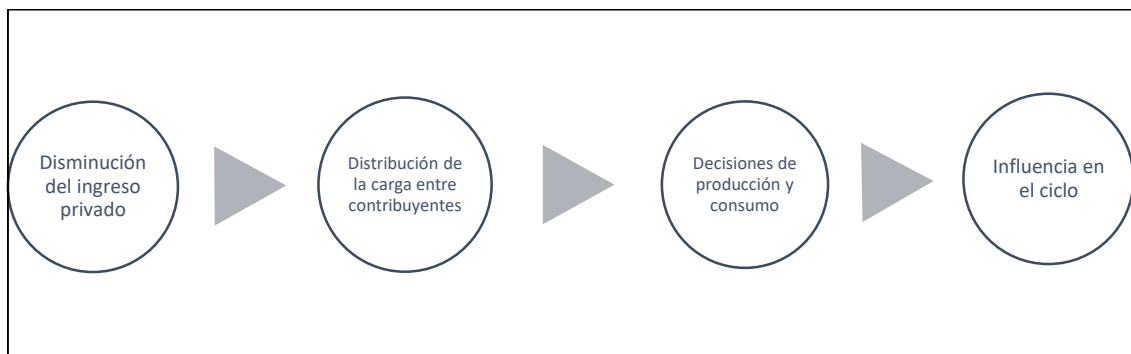 Disminución
del ingreso
privado
Distribución de
la carga entre
contribuyentes
Decisiones de
producción y
consumo
Influencia en
el ciclo